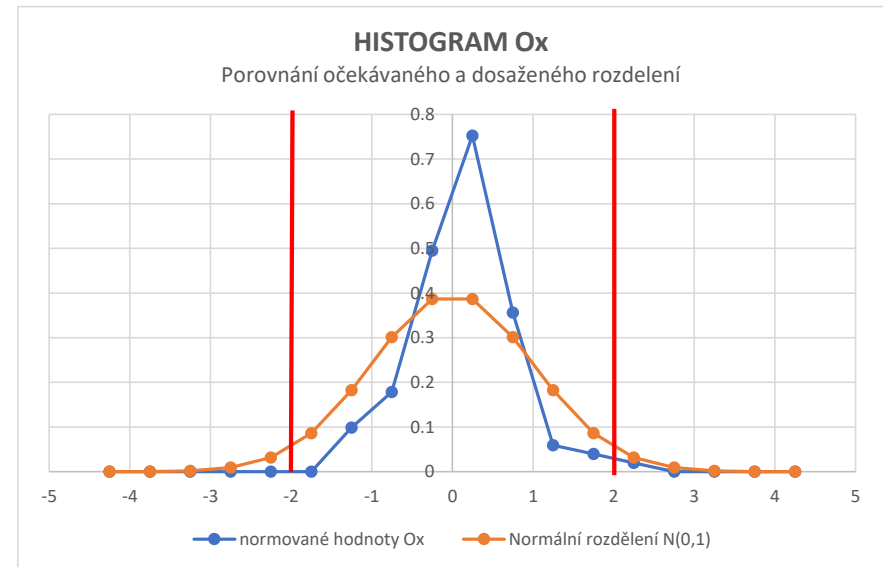 HISTOGRAM Ox
Porovnání očekávaného a dosaženého rozdelení
0.8
0.7
0.6
0.5
0.4
0.3
0.2
0.1
0
-5 -4 -3 -2 -1 0 1 2 3 4 5
normované hodnoty Ox Normální rozdělení N(0,1)